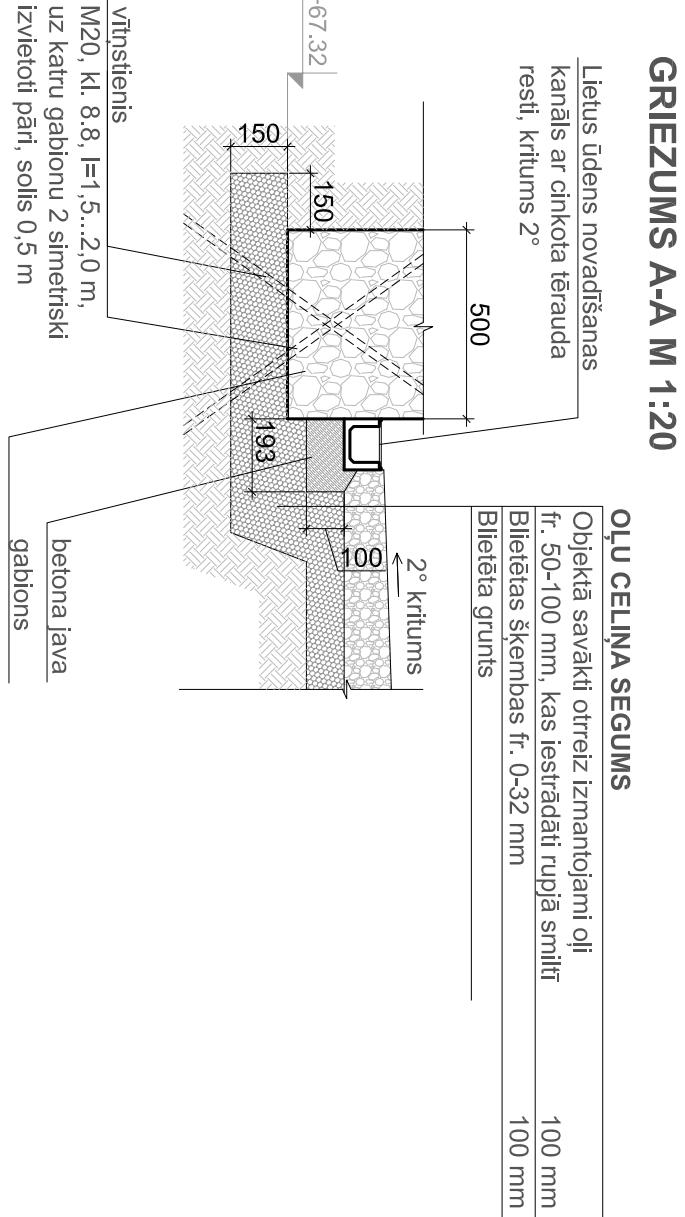 GRIEZUMS A-A M 1:20
Lietus ūdens novadīšanas
kanāls ar cinkota tērauda
resti, kritums 2°
OĻU CELIŅA SEGUMS
Objektā savākti otrreiz izmantojami oļi
fr. 50-100 mm, kas iestrādāti rupjā smiltī 100 mm
Blietētas šķembas fr. 0-32 mm 100 mm
Blietēta grunts
500
2° kritums
100
150
193
150
-67.32
vītņstienis
M20, kl. 8.8, l=1,5...2,0 m,
uz katru gabionu 2 simetriski
izvietoti pāri, solis 0,5 m
betona java
gabions